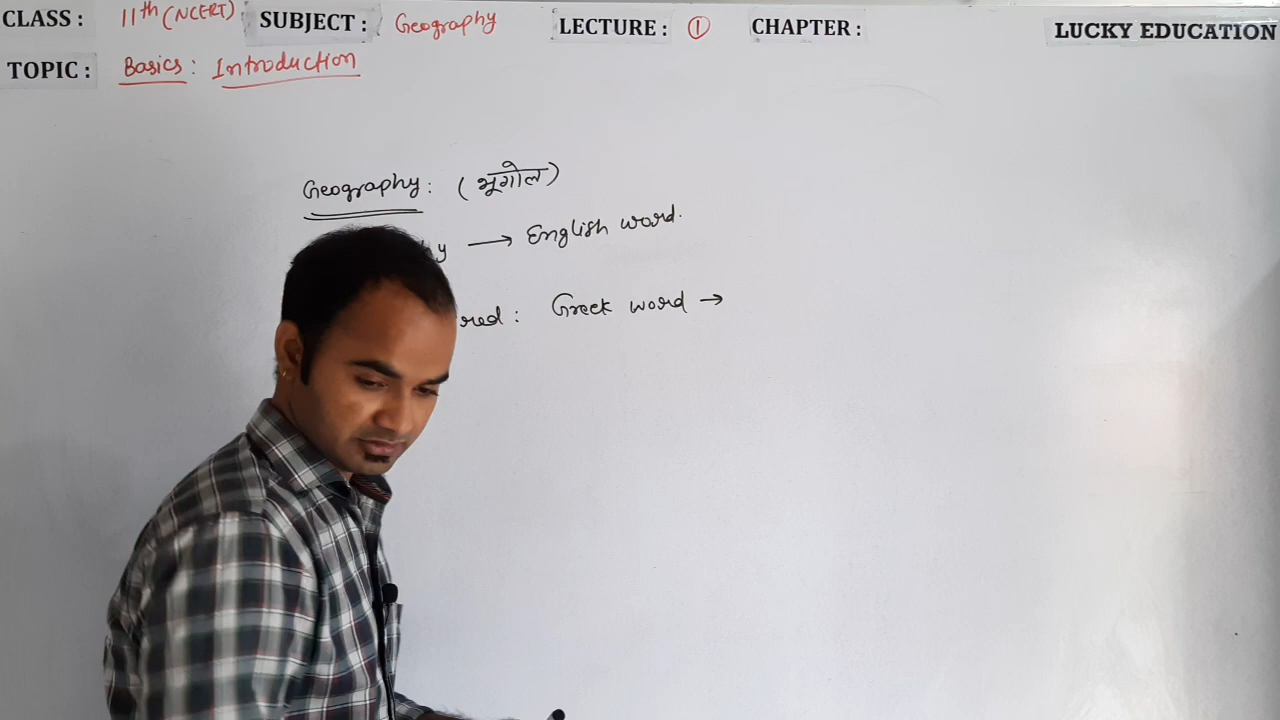 CLASS : 11th (NCERT) SUBJECT : Geography LECTURE : 1 CHAPTER : LUCKY EDUCATION
TOPIC : Basics : Introduction
Geography : (भूगोल)
hy → English word.
red : Greek word →